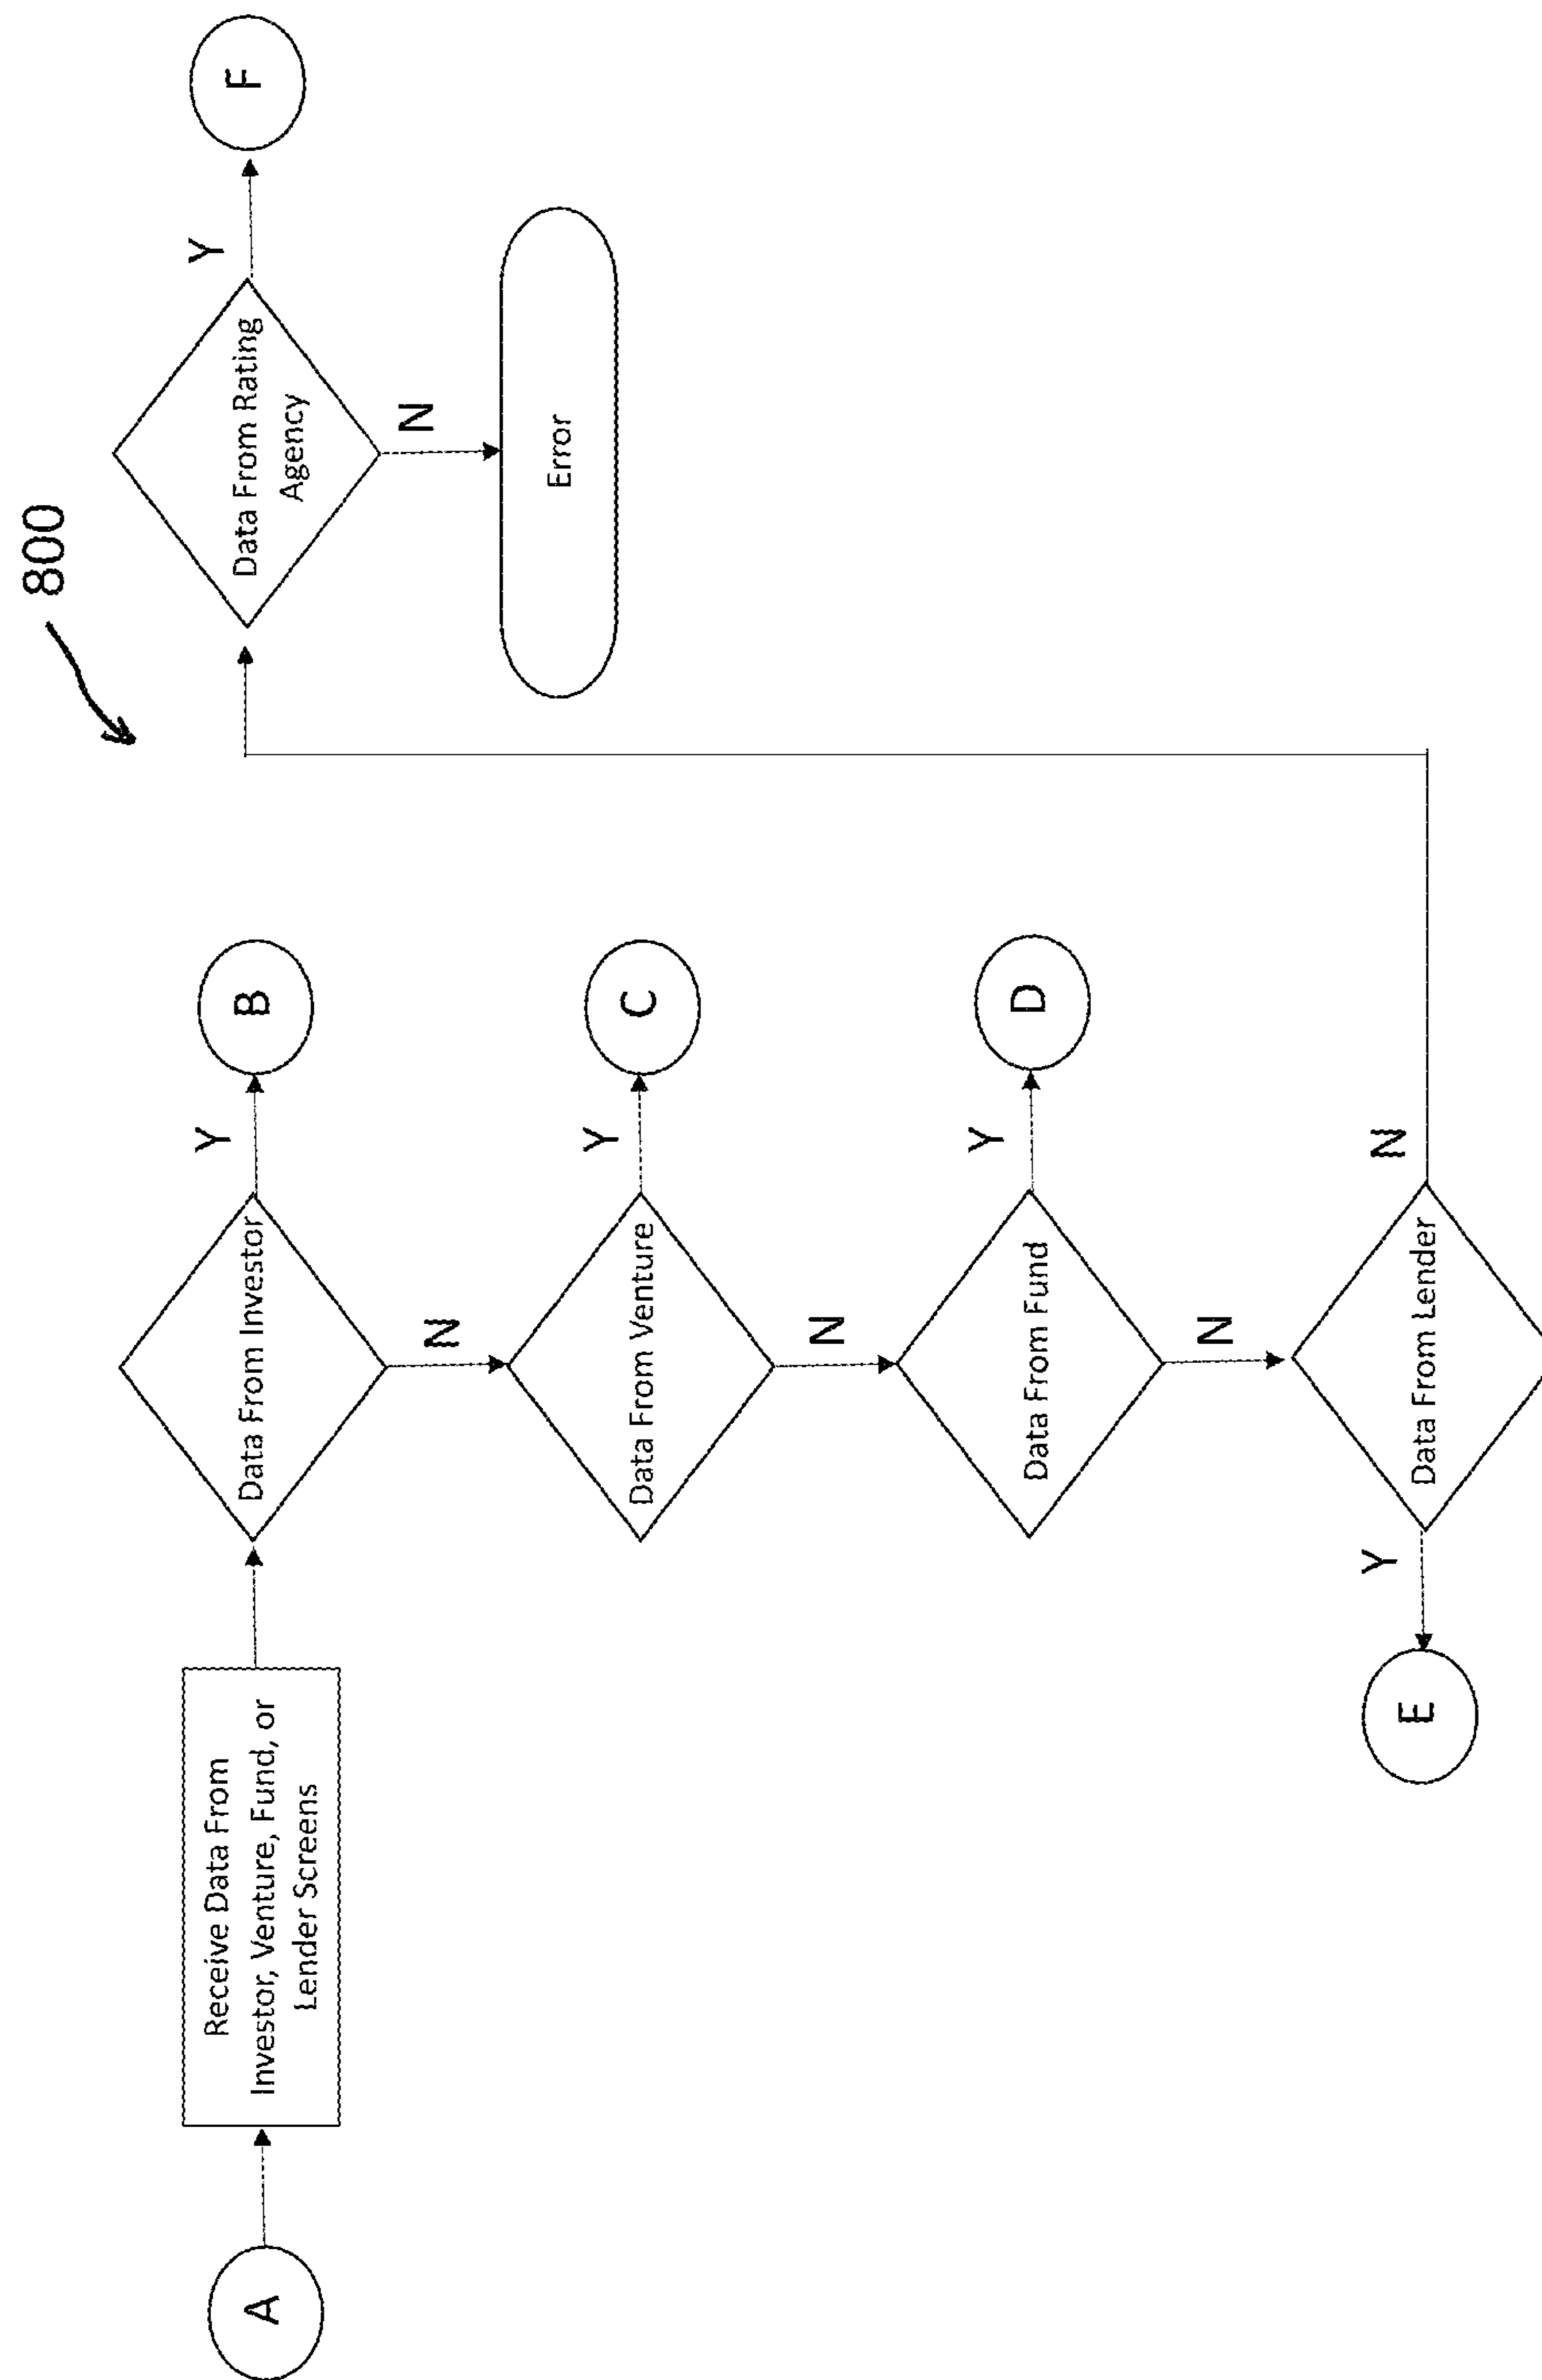 800
A
Receive Data From
Investor, Venture, Fund, or
Lender Screens
Data From Investor
Y
B
N
Data From Venture
Y
C
N
Data From Fund
Y
D
N
Data From Lender
Y
E
N
Data From Rating
Agency
Y
F
N
Error